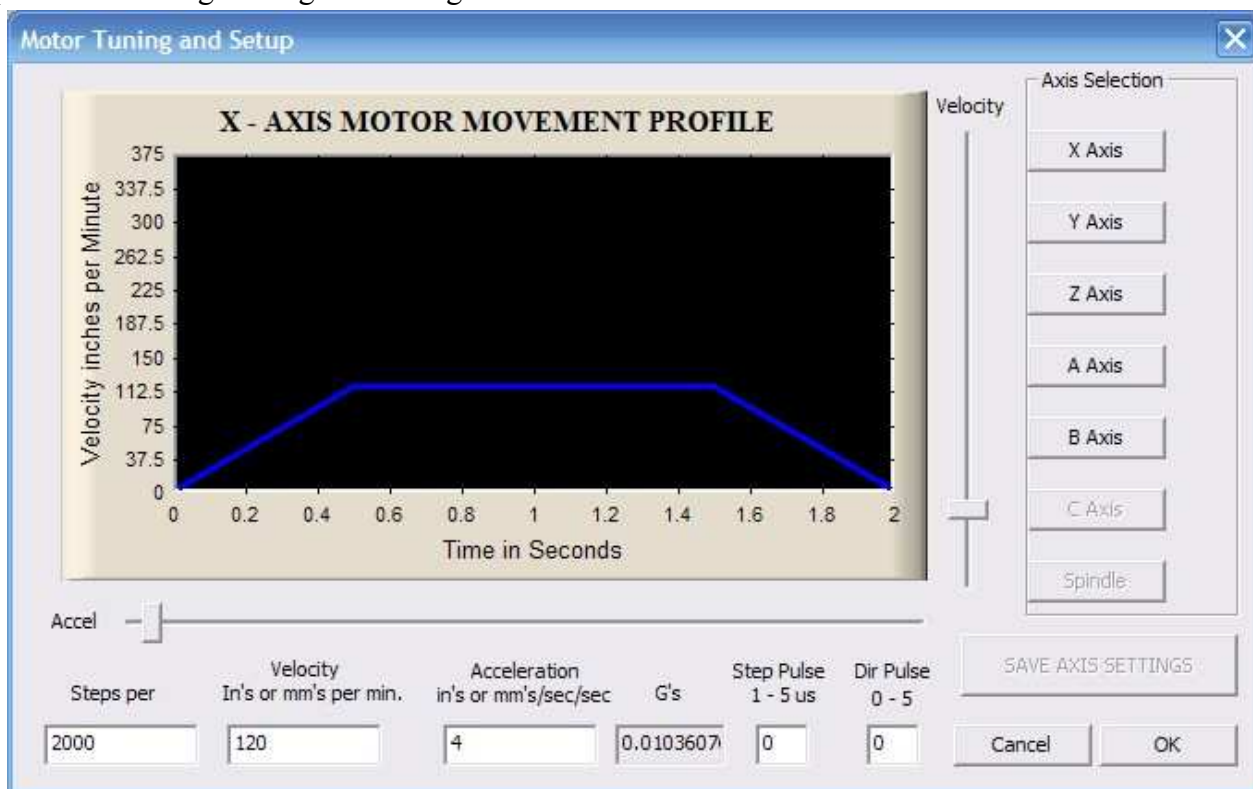 Motor Tuning and Setup
X - AXIS MOTOR MOVEMENT PROFILE
Velocity inches per Minute
375
337.5
300
262.5
225
187.5
150
112.5
75
37.5
0
0 0.2 0.4 0.6 0.8 1 1.2 1.4 1.6 1.8 2
Time in Seconds
Velocity
Axis Selection
X Axis
Y Axis
Z Axis
A Axis
B Axis
C Axis
Spindle
Accel
Steps per
2000
Velocity
In's or mm's per min.
120
Acceleration
in's or mm's/sec/sec
4
G's
0.0103607
Step Pulse
1 - 5 us
0
Dir Pulse
0 - 5
0
SAVE AXIS SETTINGS
Cancel
OK